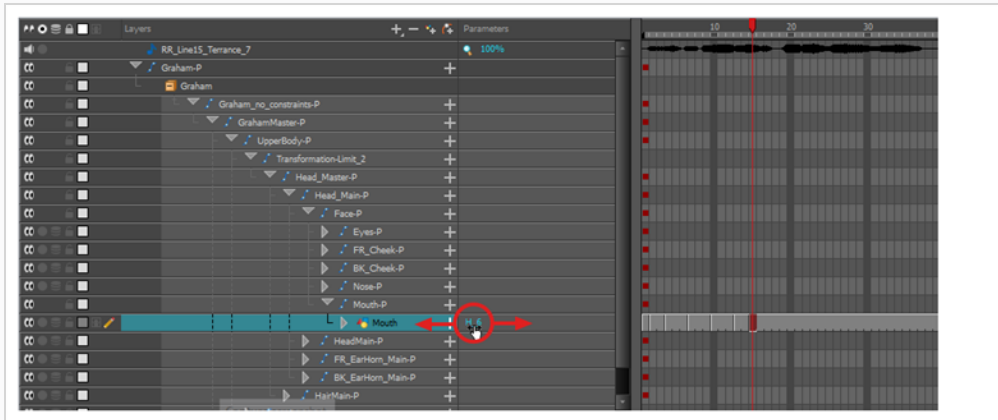 Layers Parameters 10 20 30
RR_Line15_Terrance_7 100%
Graham-P
Graham
Graham_no_constraints-P
GrahamMaster-P
UpperBody-P
Transformation-Limit_2
Head_Master-P
Head_Main-P
Face-P
Eyes-P
FR_Cheek-P
BK_Cheek-P
Nose-P
Mouth-P
Mouth
HeadMain-P
FR_EarHorn_Main-P
BK_EarHorn_Main-P
HairMain-P